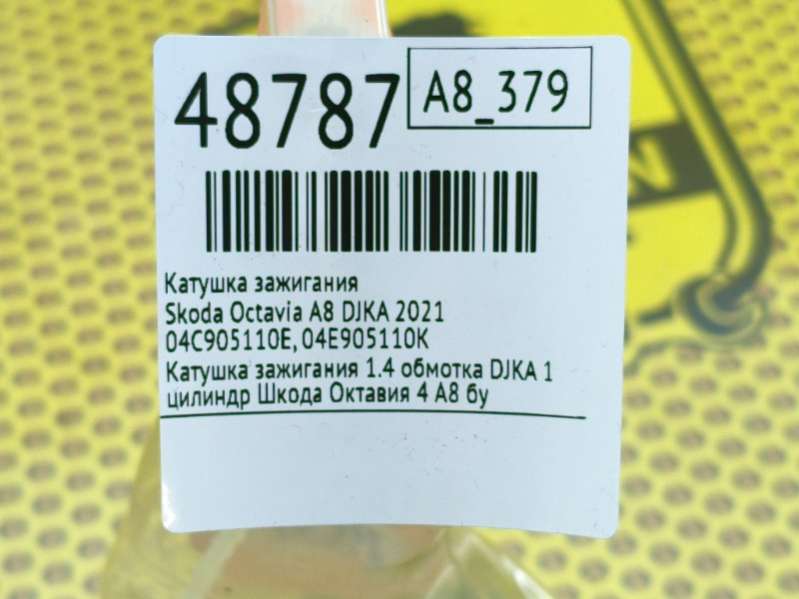 48787
A8_379
Катушка зажигания
Skoda Octavia A8 DJKA 2021
04C905110E, 04E905110K
Катушка зажигания 1.4 обмотка DJKA 1
цилиндр Шкода Октавия 4 А8 бу